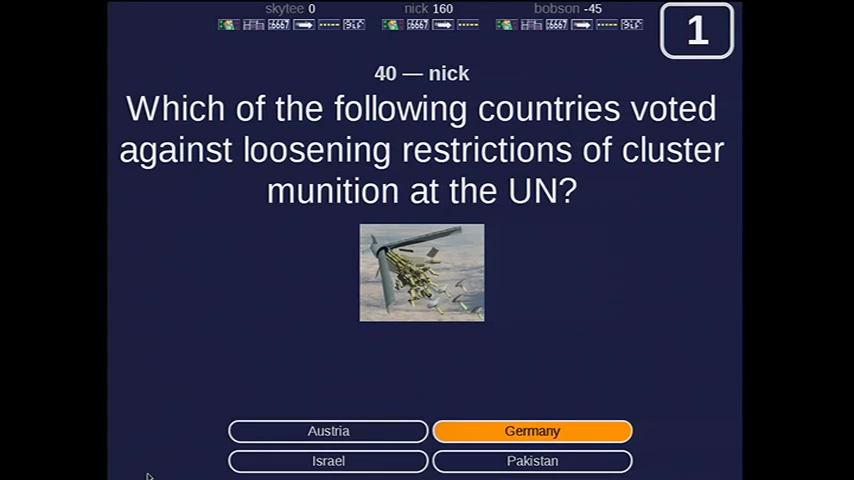 skytee 0 nick 160 bobson -45
1
40 — nick
Which of the following countries voted
against loosening restrictions of cluster
munition at the UN?
Austria Germany
Israel Pakistan